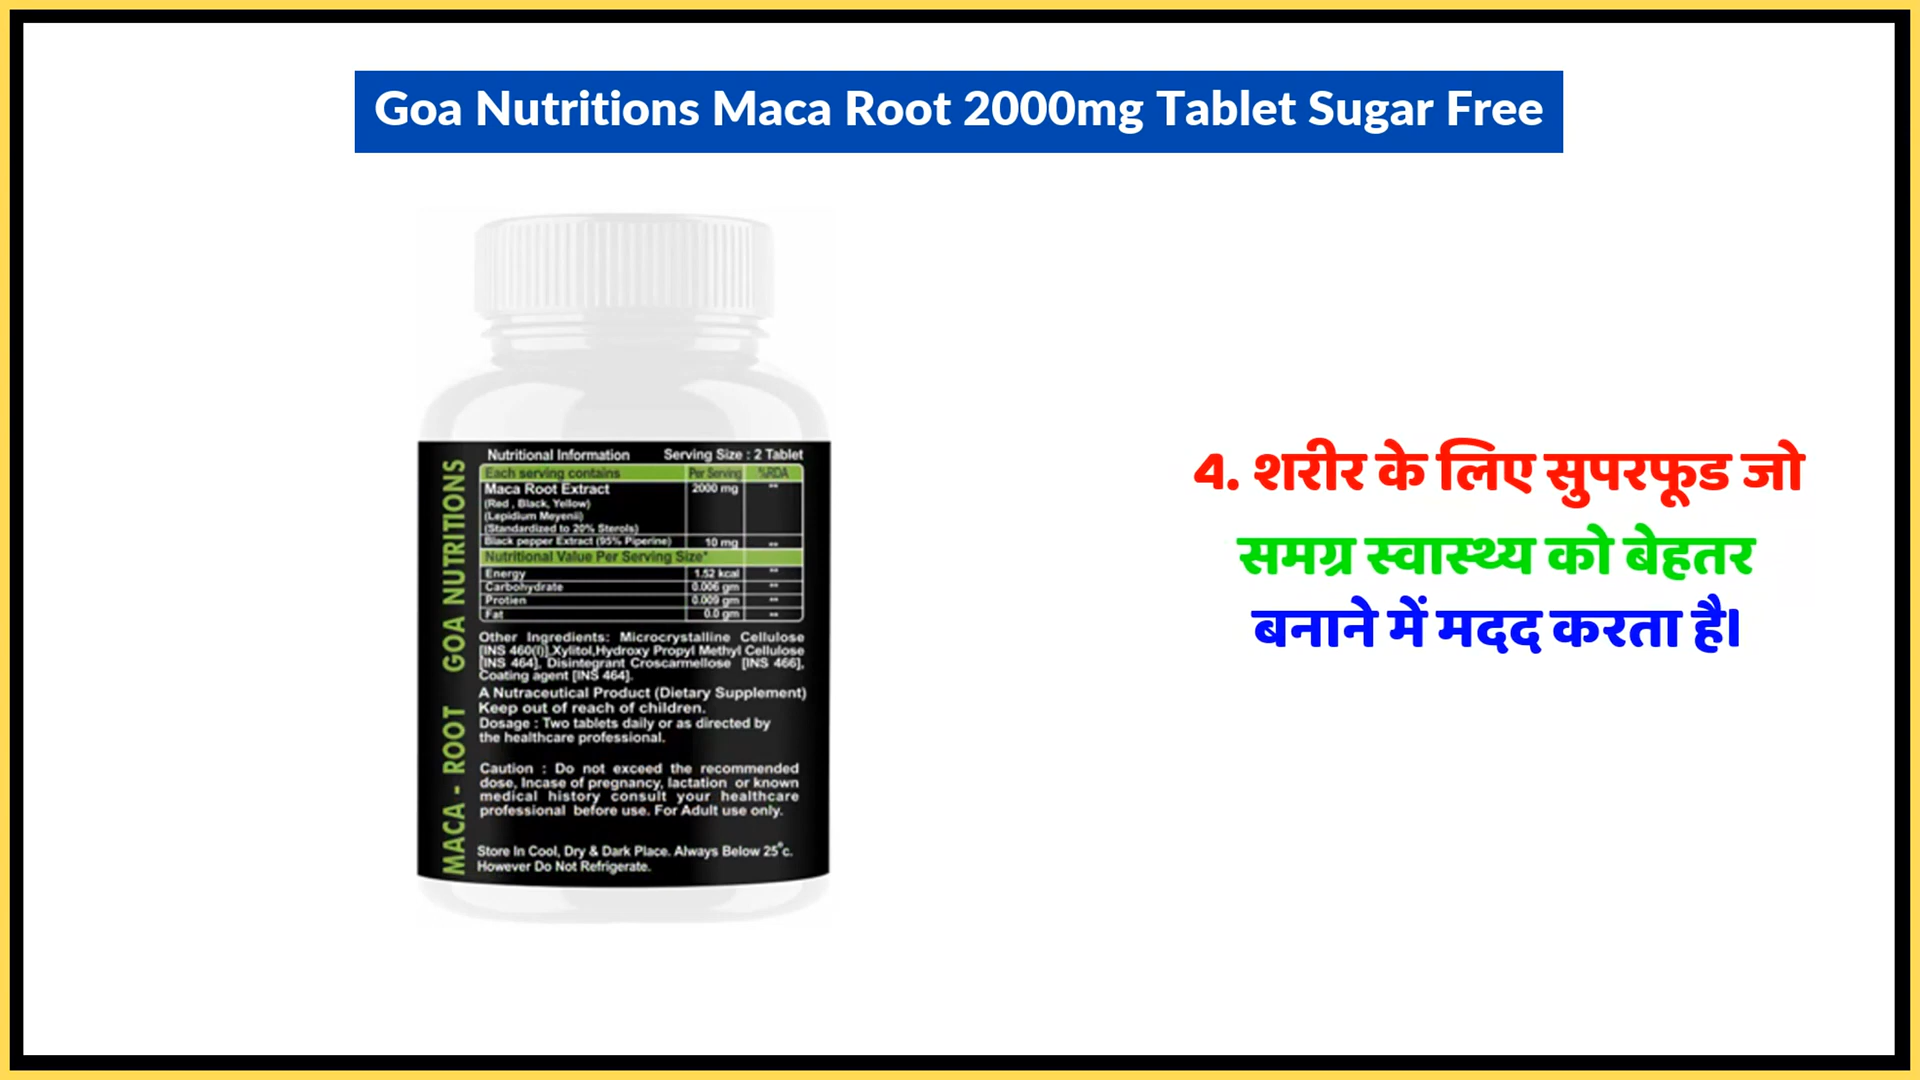 Goa Nutritions Maca Root 2000mg Tablet Sugar Free
MACA - ROOT GOA NUTRITIONS
Nutritional Information Serving Size : 2 Tablet
Each serving contains Per Serving %RDA
Maca Root Extract 2000 mg **
(Red , Black, Yellow)
(Lepidium Meyenii)
(Standardized to 20% Sterols)
Black pepper Extract (95% Piperine) 10 mg **
Nutritional Value Per Serving Size*
Energy 1.52 kcal **
Carbohydrate 0.006 gm **
Protien 0.009 gm **
Fat 0.0 gm **
Other Ingredients: Microcrystalline Cellulose
[INS 460(I)],Xylitol,Hydroxy Propyl Methyl Cellulose
[INS 464], Disintegrant Croscarmellose [INS 466],
Coating agent [INS 464].
A Nutraceutical Product (Dietary Supplement)
Keep out of reach of children.
Dosage : Two tablets daily or as directed by
the healthcare professional.
Caution : Do not exceed the recommended
dose, Incase of pregnancy, lactation or known
medical history consult your healthcare
professional before use. For Adult use only.
Store In Cool, Dry & Dark Place. Always Below 25°c.
However Do Not Refrigerate.
4. शरीर के लिए सुपरफूड जो
समग्र स्वास्थ्य को बेहतर
बनाने में मदद करता है।